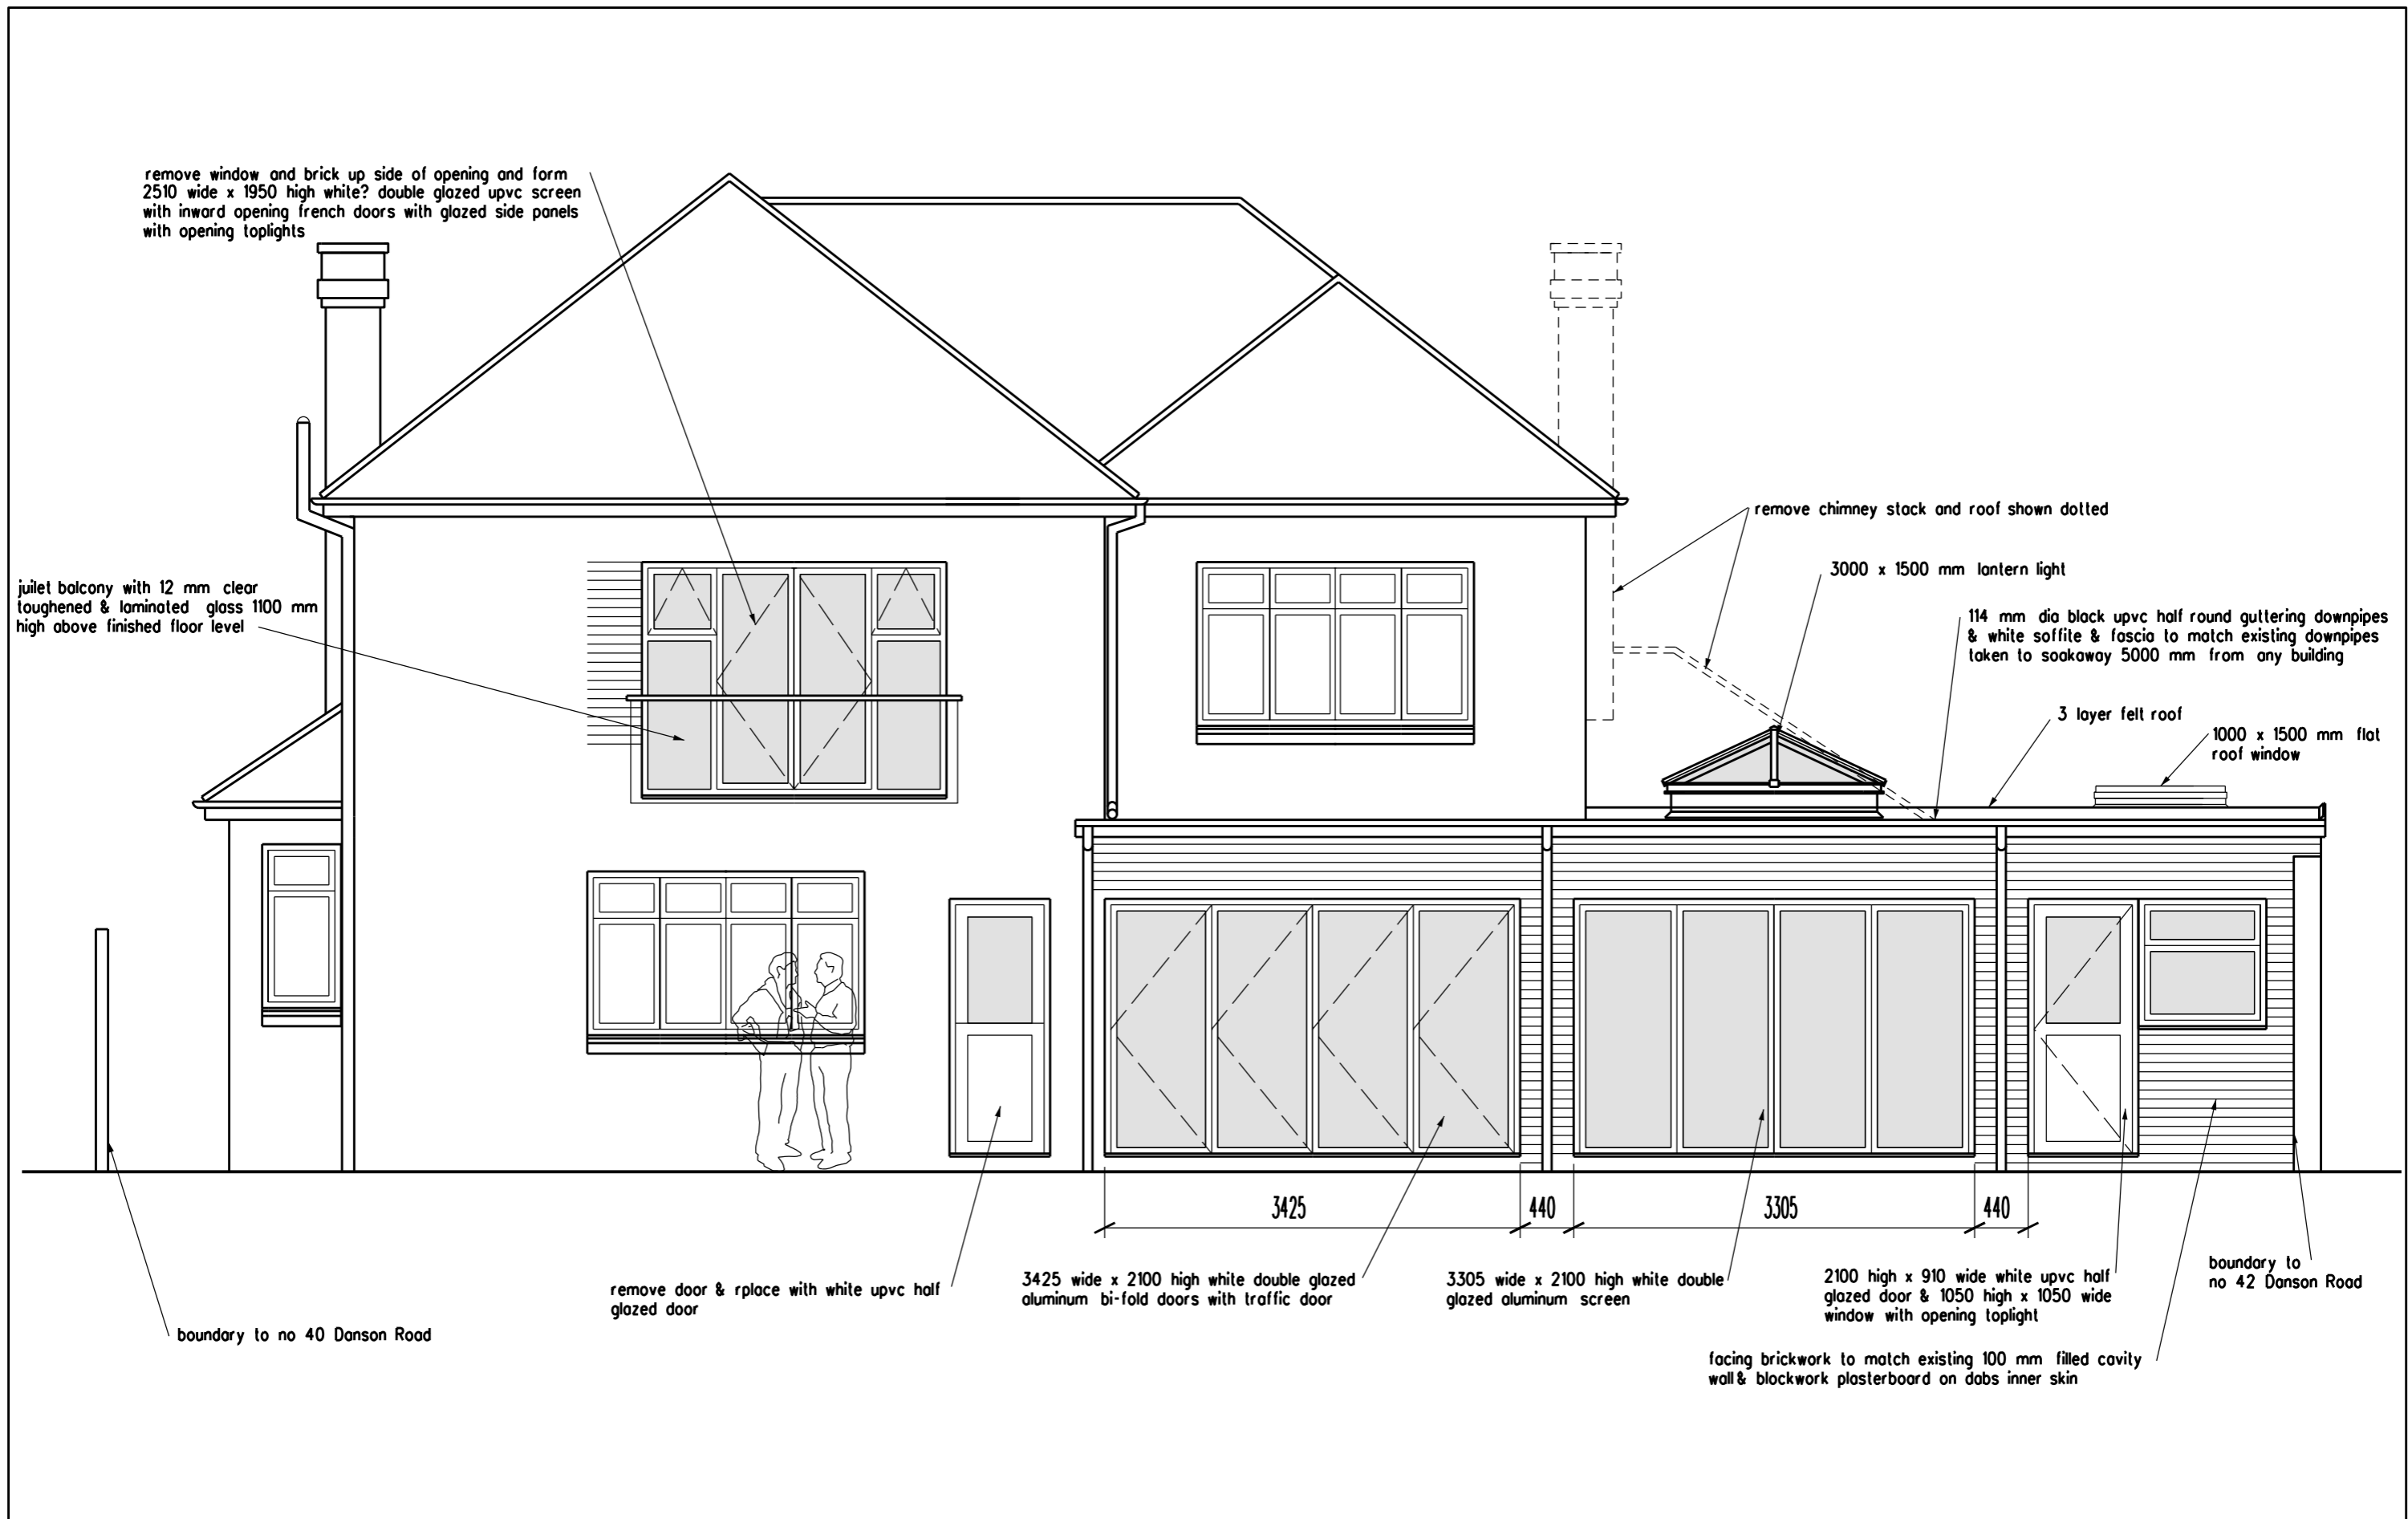 remove window and brick up side of opening and form
2510 wide x 1950 high white? double glazed upvc screen
with inward opening french doors with glazed side panels
with opening toplights
remove chimney stack and roof shown dotted
3000 x 1500 mm lantern light
juilet balcony with 12 mm clear
toughened & laminated glass 1100 mm
high above finished floor level
114 mm dia black upvc half round guttering downpipes
& white soffite & fascia to match existing downpipes
taken to soakaway 5000 mm from any building
3 layer felt roof
1000 x 1500 mm flat
roof window
3425
440
3305
440
remove door & rplace with white upvc half
glazed door
3425 wide x 2100 high white double glazed
aluminum bi-fold doors with traffic door
3305 wide x 2100 high white double
glazed aluminum screen
2100 high x 910 wide white upvc half
glazed door & 1050 high x 1050 wide
window with opening toplight
boundary to
no 42 Danson Road
boundary to no 40 Danson Road
facing brickwork to match existing 100 mm filled cavity
wall& blockwork plasterboard on dabs inner skin